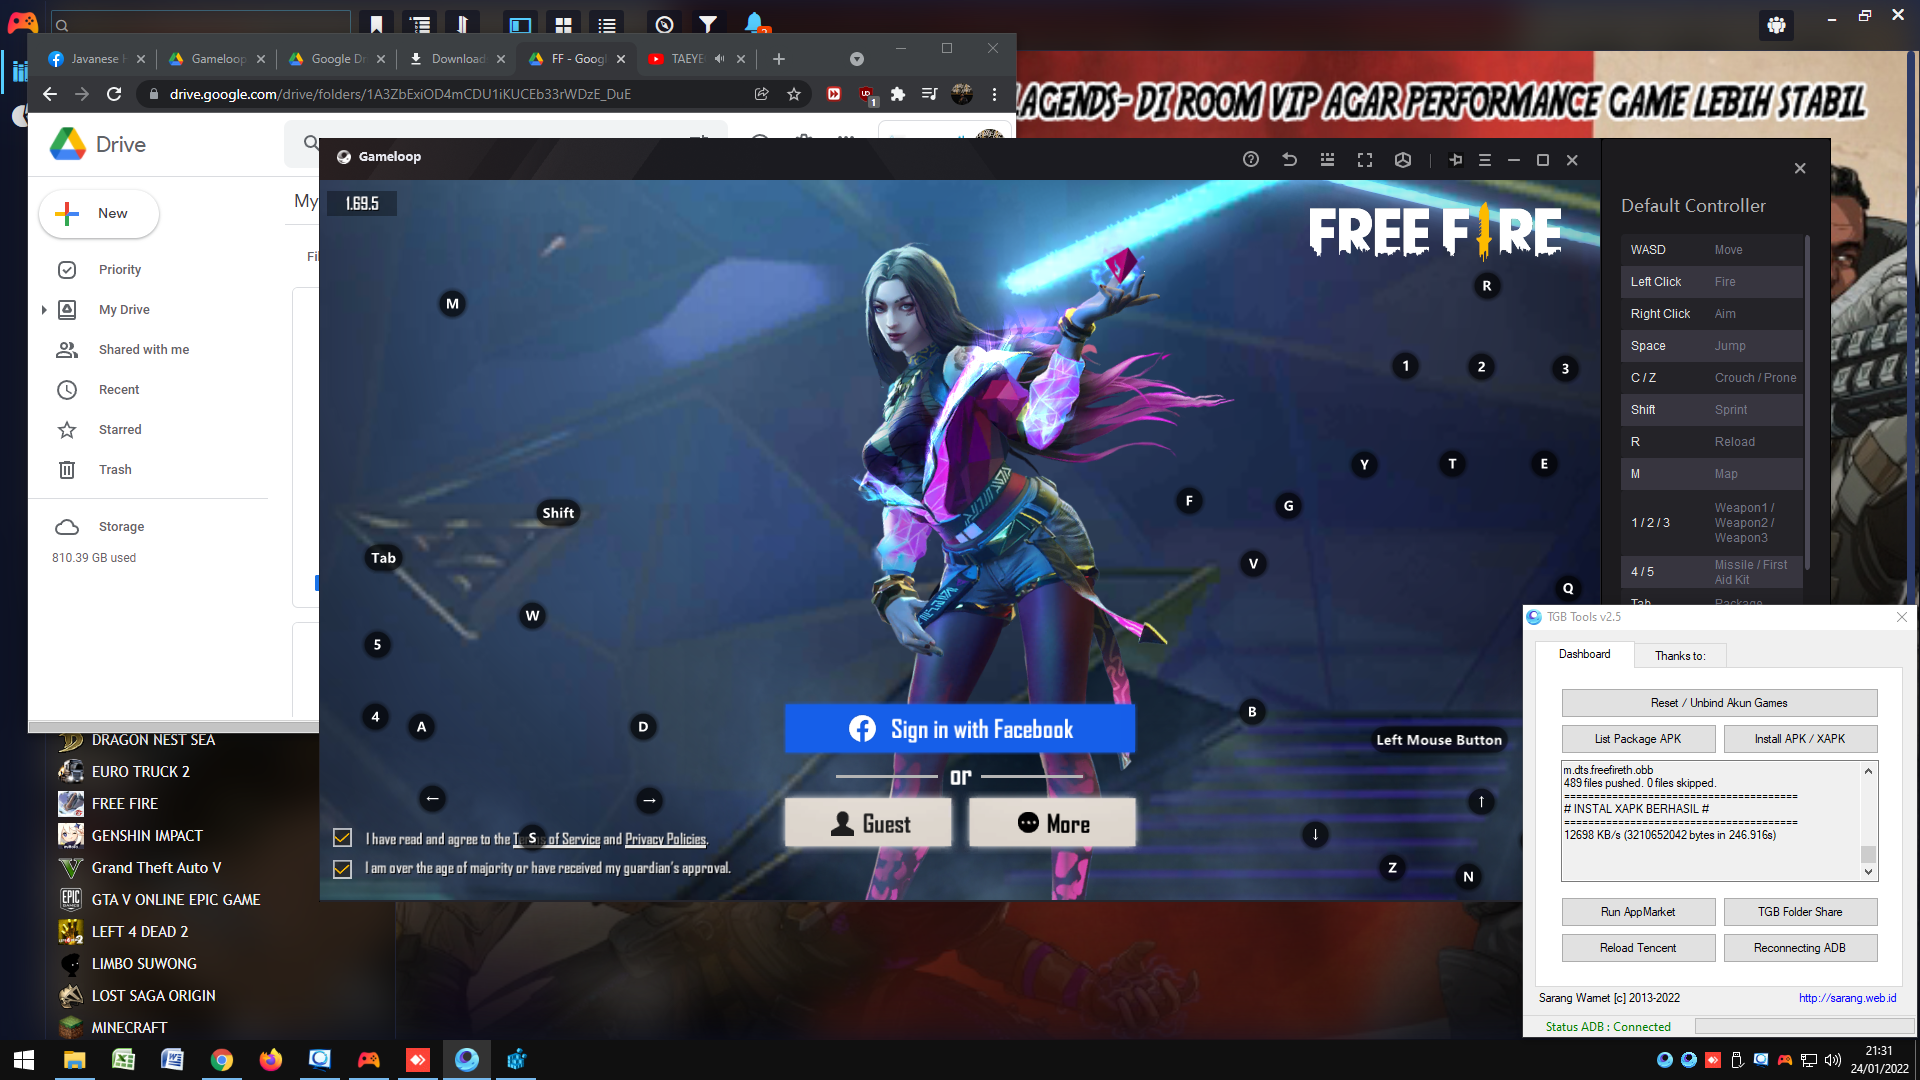 AGENDS- DI ROOM VIP AGAR PERFORMANCE GAME LEBIH STABIL
Javanese
Gameloop
Google Dr
Download
FF - Googl
TAEYE
drive.google.com/drive/folders/1A3ZbExiOD4mCDU1iKUCEb33rWDzE_DuE
1
Drive
New
My
Fi
Priority
My Drive
Shared with me
Recent
Starred
Trash
Storage
810.39 GB used
Gameloop
1.69.5
FREE FIRE
M
R
1
2
3
Y
T
E
F
G
Shift
Tab
V
Q
W
5
4
A
D
B
Left Mouse Button
←
→
↑
↓
S
Z
N
Sign in with Facebook
or
Guest
More
I have read and agree to the Terms of Service and Privacy Policies.
I am over the age of majority or have received my guardian's approval.
Default Controller
WASD Move
Left Click Fire
Right Click Aim
Space Jump
C / Z Crouch / Prone
Shift Sprint
R Reload
M Map
1 / 2 / 3 Weapon1 /
Weapon2 /
Weapon3
4 / 5 Missile / First
Aid Kit
Tab Package
TGB Tools v2.5
Dashboard
Thanks to:
Reset / Unbind Akun Games
List Package APK
Install APK / XAPK
m.dts.freefireth.obb
489 files pushed. 0 files skipped.
=======================================
# INSTAL XAPK BERHASIL #
=======================================
12698 KB/s (3210652042 bytes in 246.916s)
Run AppMarket
TGB Folder Share
Reload Tencent
Reconnecting ADB
Sarang Warnet [c] 2013-2022
http://sarang.web.id
Status ADB : Connected
DRAGON NEST SEA
EURO TRUCK 2
FREE FIRE
GENSHIN IMPACT
Grand Theft Auto V
GTA V ONLINE EPIC GAME
LEFT 4 DEAD 2
LIMBO SUWONG
LOST SAGA ORIGIN
MINECRAFT
21:31
24/01/2022